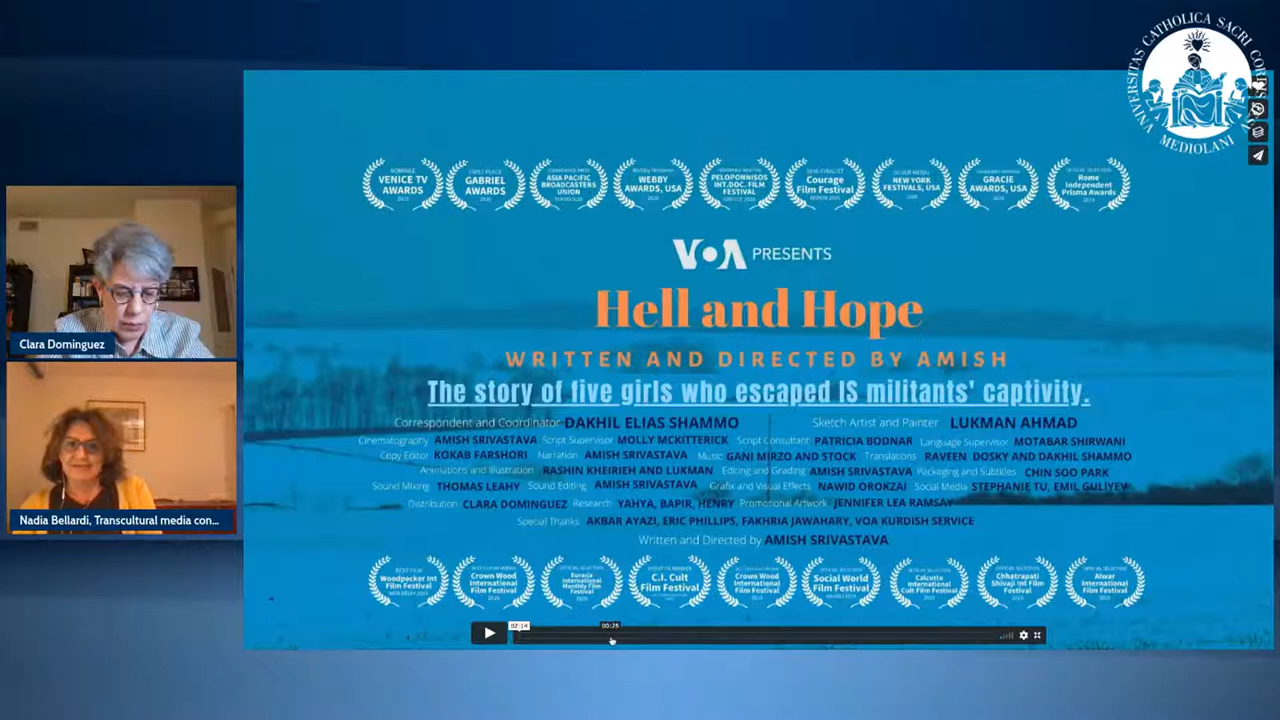 UNIVERSITAS CATHOLICA SACRI CORDIS
MEDIOLANI
VENICE TV
AWARDS
GABRIEL
AWARDS
ASIA PACIFIC
BROADCASTERS
UNION
WEBBY
AWARDS, USA
PELOPONNISOS
INT.DOC. FILM
FESTIVAL
Courage
Film Festival
NEW YORK
FESTIVALS, USA
GRACIE
AWARDS, USA
Rome
Independent
Prisma Awards
VOA PRESENTS
Hell and Hope
WRITTEN AND DIRECTED BY AMISH
The story of five girls who escaped IS militants' captivity.
Correspondent and Coordinator DAKHIL ELIAS SHAMMO Sketch Artist and Painter LUKMAN AHMAD
Cinematography AMISH SRIVASTAVA Script Supervisor MOLLY MCKITTERICK Script Consultant PATRICIA BODNAR Language Supervisor MOTABAR SHIRWANI
Copy Editor KOKAB FARSHORI Narration AMISH SRIVASTAVA Music GANI MIRZO AND STOCK Translations RAVEEN DOSKY AND DAKHIL SHAMMO
Animations and Illustration RASHIN KHEIRIEH AND LUKMAN Editing and Grading AMISH SRIVASTAVA Packaging and Subtitles CHIN SOO PARK
Sound Mixing THOMAS LEAHY Sound Editing AMISH SRIVASTAVA Grafix and Visual Effects NAWID OROKZAI Social Media STEPHANIE TU, EMIL GULIYEV
Distribution CLARA DOMINGUEZ Research YAHYA, BAPIR, HENRY Promotional Artwork JENNIFER LEA RAMSAY
Special Thanks AKBAR AYAZI, ERIC PHILLIPS, FAKHRIA JAWAHARY, VOA KURDISH SERVICE
Written and Directed by AMISH SRIVASTAVA
Woodpecker Int
Film Festival
Crown Wood
International
Film Festival
Eurasia
International
Monthly Film
Festival
C.I. Cult
Film Festival
Crown Wood
International
Film Festival
Social World
Film Festival
Calcutta
International
Cult Film Festival
Chhatrapati
Shivaji Int Film
Festival
Alwar
International
Film Festival
02:14
00:25
Clara Dominguez
Nadia Bellardi, Transcultural media con...